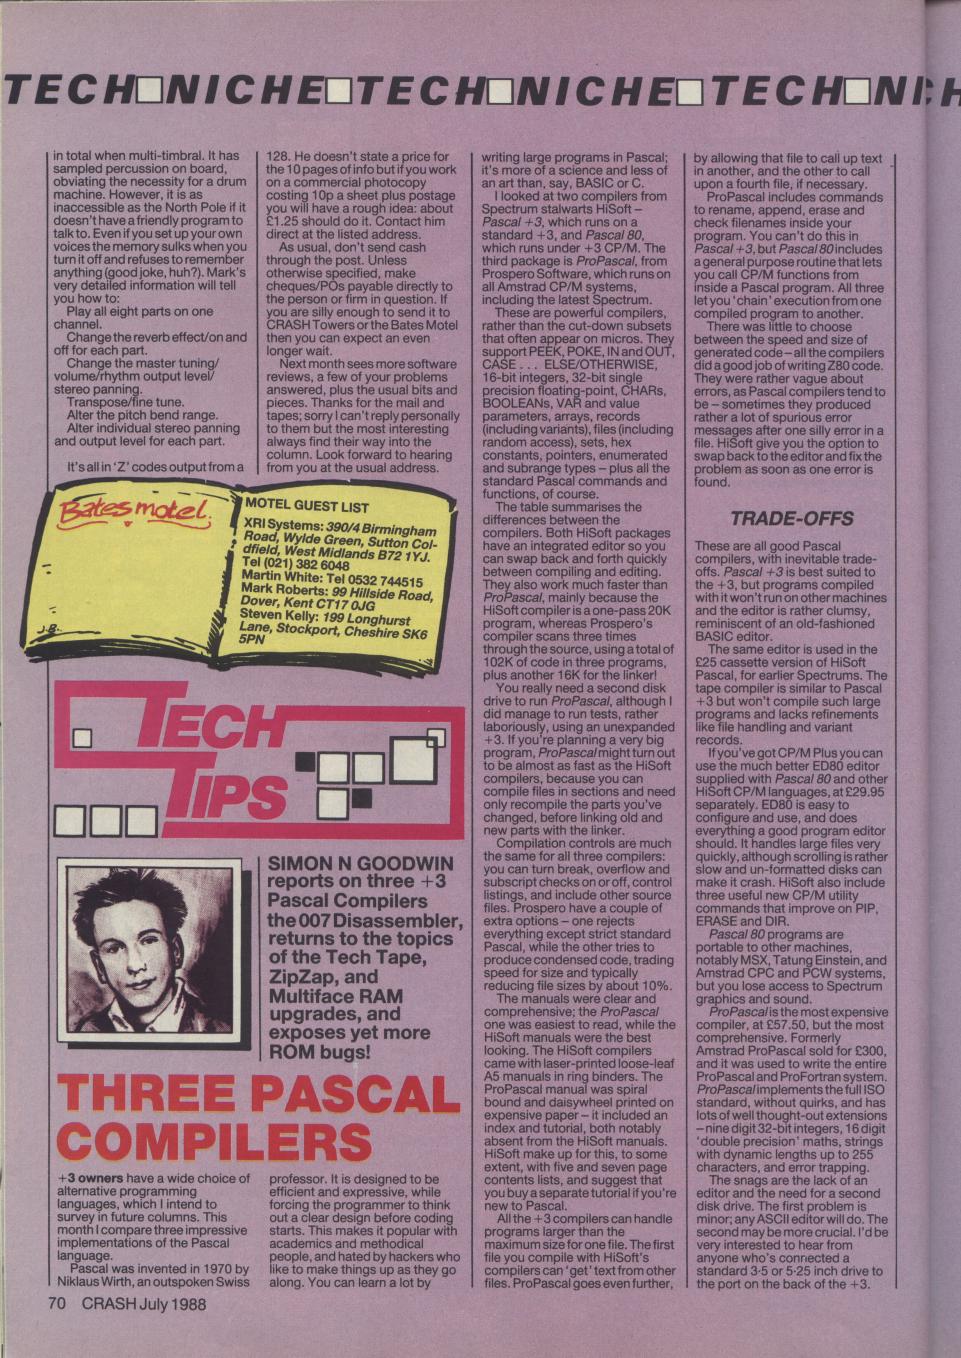 TECH NICHE TECH NICHE TECH NICH
in total when multi-timbral. It has
sampled percussion on board,
obviating the necessity for a drum
machine. However, it is as
inaccessible as the North Pole if it
doesn't have a friendly program to
talk to. Even if you set up your own
voices the memory sulks when you
turn it off and refuses to remember
anything (good joke, huh?). Mark's
very detailed information will tell
you how to:
Play all eight parts on one
channel.
Change the reverb effect/on and
off for each part.
Change the master tuning/
volume/rhythm output level/
stereo panning.
Transpose/fine tune.
Alter the pitch bend range.
Alter individual stereo panning
and output level for each part.
It's all in 'Z' codes output from a
128. He doesn't state a price for
the 10 pages of info but if you work
on a commercial photocopy
costing 10p a sheet plus postage
you will have a rough idea: about
£1.25 should do it. Contact him
direct at the listed address.
As usual, don't send cash
through the post. Unless
otherwise specified, make
cheques/POs payable directly to
the person or firm in question. If
you are silly enough to send it to
CRASH Towers or the Bates Motel
then you can expect an even
longer wait.
Next month sees more software
reviews, a few of your problems
answered, plus the usual bits and
pieces. Thanks for the mail and
tapes; sorry I can't reply personally
to them but the most interesting
always find their way into the
column. Look forward to hearing
from you at the usual address.
Bates motel.
J.B.
MOTEL GUEST LIST
XRI Systems: 390/4 Birmingham
Road, Wylde Green, Sutton Col-
dfield, West Midlands B72 1YJ.
Tel (021) 382 6048
Martin White: Tel 0532 744515
Mark Roberts: 99 Hillside Road,
Dover, Kent CT17 0JG
Steven Kelly: 199 Longhurst
Lane, Stockport, Cheshire SK6
5PN
TECH
TIPS
SIMON N GOODWIN
reports on three +3
Pascal Compilers
the 007 Disassembler,
returns to the topics
of the Tech Tape,
ZipZap, and
Multiface RAM
upgrades, and
exposes yet more
ROM bugs!
THREE PASCAL
COMPILERS
+3 owners have a wide choice of
alternative programming
languages, which I intend to
survey in future columns. This
month I compare three impressive
implementations of the Pascal
language.
Pascal was invented in 1970 by
Niklaus Wirth, an outspoken Swiss
professor. It is designed to be
efficient and expressive, while
forcing the programmer to think
out a clear design before coding
starts. This makes it popular with
academics and methodical
people, and hated by hackers who
like to make things up as they go
along. You can learn a lot by
writing large programs in Pascal;
it's more of a science and less of
an art than, say, BASIC or C.
I looked at two compilers from
Spectrum stalwarts HiSoft –
Pascal +3, which runs on a
standard +3, and Pascal 80,
which runs under +3 CP/M. The
third package is ProPascal, from
Prospero Software, which runs on
all Amstrad CP/M systems,
including the latest Spectrum.
These are powerful compilers,
rather than the cut-down subsets
that often appear on micros. They
support PEEK, POKE, IN and OUT,
CASE . . . ELSE/OTHERWISE,
16-bit integers, 32-bit single
precision floating-point, CHARs,
BOOLEANs, VAR and value
parameters, arrays, records
(including variants), files (including
random access), sets, hex
constants, pointers, enumerated
and subrange types – plus all the
standard Pascal commands and
functions, of course.
The table summarises the
differences between the
compilers. Both HiSoft packages
have an integrated editor so you
can swap back and forth quickly
between compiling and editing.
They also work much faster than
ProPascal, mainly because the
HiSoft compiler is a one-pass 20K
program, whereas Prospero's
compiler scans three times
through the source, using a total of
102K of code in three programs,
plus another 16K for the linker!
You really need a second disk
drive to run ProPascal, although I
did manage to run tests, rather
laboriously, using an unexpanded
+3. If you're planning a very big
program, ProPascal might turn out
to be almost as fast as the HiSoft
compilers, because you can
compile files in sections and need
only recompile the parts you've
changed, before linking old and
new parts with the linker.
Compilation controls are much
the same for all three compilers:
you can turn break, overflow and
subscript checks on or off, control
listings, and include other source
files. Prospero have a couple of
extra options – one rejects
everything except strict standard
Pascal, while the other tries to
produce condensed code, trading
speed for size and typically
reducing file sizes by about 10%.
The manuals were clear and
comprehensive; the ProPascal
one was easiest to read, while the
HiSoft manuals were the best
looking. The HiSoft compilers
came with laser-printed loose-leaf
A5 manuals in ring binders. The
ProPascal manual was spiral
bound and daisywheel printed on
expensive paper – it included an
index and tutorial, both notably
absent from the HiSoft manuals.
HiSoft make up for this, to some
extent, with five and seven page
contents lists, and suggest that
you buy a separate tutorial if you're
new to Pascal.
All the +3 compilers can handle
programs larger than the
maximum size for one file. The first
file you compile with HiSoft's
compilers can 'get' text from other
files. ProPascal goes even further,
by allowing that file to call up text
in another, and the other to call
upon a fourth file, if necessary.
ProPascal includes commands
to rename, append, erase and
check filenames inside your
program. You can't do this in
Pascal +3, but Pascal 80 includes
a general purpose routine that lets
you call CP/M functions from
inside a Pascal program. All three
let you 'chain' execution from one
compiled program to another.
There was little to choose
between the speed and size of
generated code – all the compilers
did a good job of writing Z80 code.
They were rather vague about
errors, as Pascal compilers tend to
be – sometimes they produced
rather a lot of spurious error
messages after one silly error in a
file. HiSoft give you the option to
swap back to the editor and fix the
problem as soon as one error is
found.
TRADE-OFFS
These are all good Pascal
compilers, with inevitable trade-
offs. Pascal +3 is best suited to
the +3, but programs compiled
with it won't run on other machines
and the editor is rather clumsy,
reminiscent of an old-fashioned
BASIC editor.
The same editor is used in the
£25 cassette version of HiSoft
Pascal, for earlier Spectrums. The
tape compiler is similar to Pascal
+3 but won't compile such large
programs and lacks refinements
like file handling and variant
records.
If you've got CP/M Plus you can
use the much better ED80 editor
supplied with Pascal 80 and other
HiSoft CP/M languages, at £29.95
separately. ED80 is easy to
configure and use, and does
everything a good program editor
should. It handles large files very
quickly, although scrolling is rather
slow and un-formatted disks can
make it crash. HiSoft also include
three useful new CP/M utility
commands that improve on PIP,
ERASE and DIR.
Pascal 80 programs are
portable to other machines,
notably MSX, Tatung Einstein, and
Amstrad CPC and PCW systems,
but you lose access to Spectrum
graphics and sound.
ProPascal is the most expensive
compiler, at £57.50, but the most
comprehensive. Formerly
Amstrad ProPascal sold for £300,
and it was used to write the entire
ProPascal and ProFortran system.
ProPascal implements the full ISO
standard, without quirks, and has
lots of well thought-out extensions
– nine digit 32-bit integers, 16 digit
'double precision' maths, strings
with dynamic lengths up to 255
characters, and error trapping.
The snags are the lack of an
editor and the need for a second
disk drive. The first problem is
minor; any ASCII editor will do. The
second may be more crucial. I'd be
very interested to hear from
anyone who's connected a
standard 3·5 or 5·25 inch drive to
the port on the back of the +3.
70 CRASH July 1988